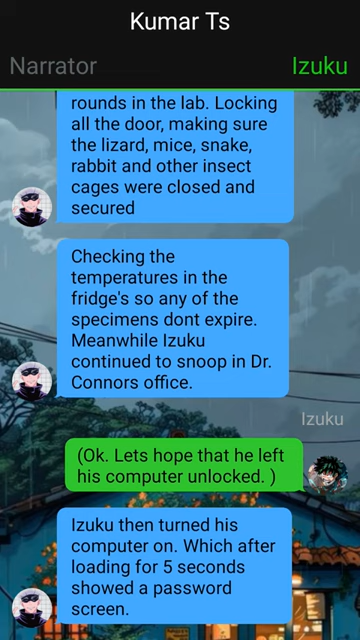 Kumar Ts
Narrator
Izuku
rounds in the lab. Locking
all the door, making sure
the lizard, mice, snake,
rabbit and other insect
cages were closed and
secured
Checking the
temperatures in the
fridge's so any of the
specimens dont expire.
Meanwhile Izuku
continued to snoop in Dr.
Connors office.
Izuku
(Ok. Lets hope that he left
his computer unlocked. )
Izuku then turned his
computer on. Which after
loading for 5 seconds
showed a password
screen.